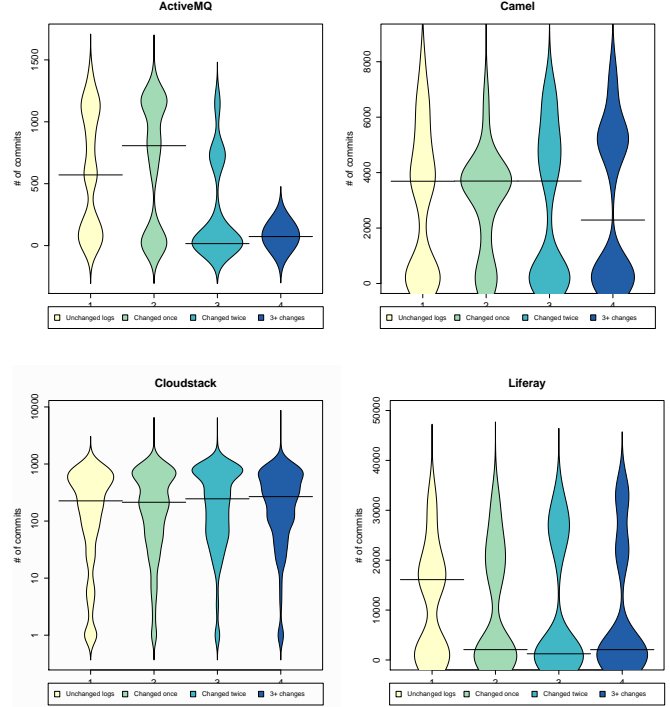 ActiveMQ
# of commits
1500
1000
500
0
1 2 3 4
Unchanged logs Changed once Changed twice 3+ changes
Camel
# of commits
8000
6000
4000
2000
0
1 2 3 4
Unchanged logs Changed once Changed twice 3+ changes
Cloudstack
# of commits
10000
1000
100
10
1
1 2 3 4
Unchanged logs Changed once Changed twice 3+ changes
Liferay
# of commits
50000
40000
30000
20000
10000
0
1 2 3 4
Unchanged logs Changed once Changed twice 3+ changes